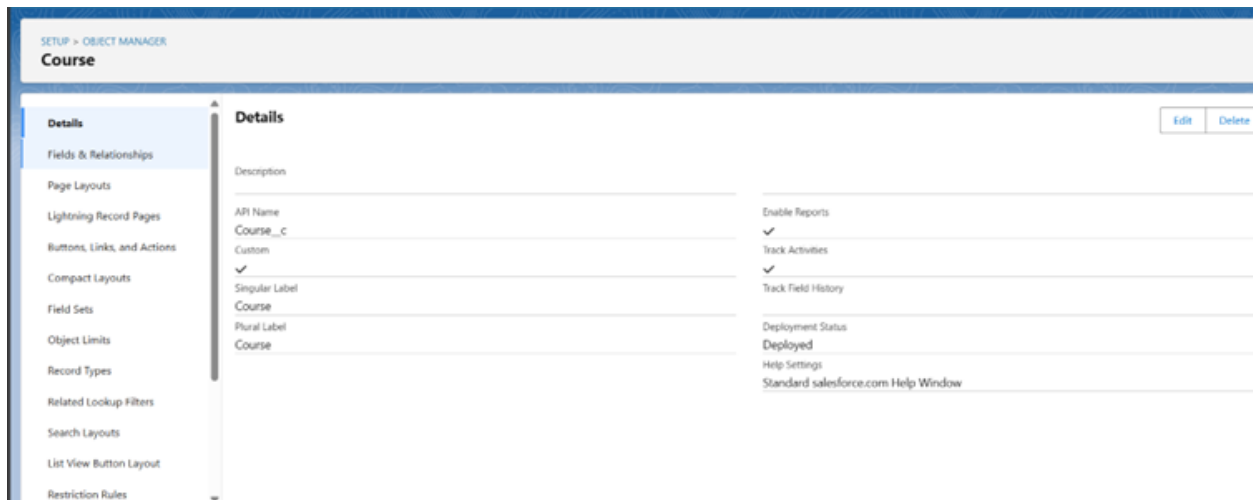 SETUP > OBJECT MANAGER
Course
Details
Fields & Relationships
Page Layouts
Lightning Record Pages
Buttons, Links, and Actions
Compact Layouts
Field Sets
Object Limits
Record Types
Related Lookup Filters
Search Layouts
List View Button Layout
Restriction Rules
Details
Edit
Delete
Description
API Name
Course__c
Custom
Singular Label
Course
Plural Label
Course
Enable Reports
Track Activities
Track Field History
Deployment Status
Deployed
Help Settings
Standard salesforce.com Help Window